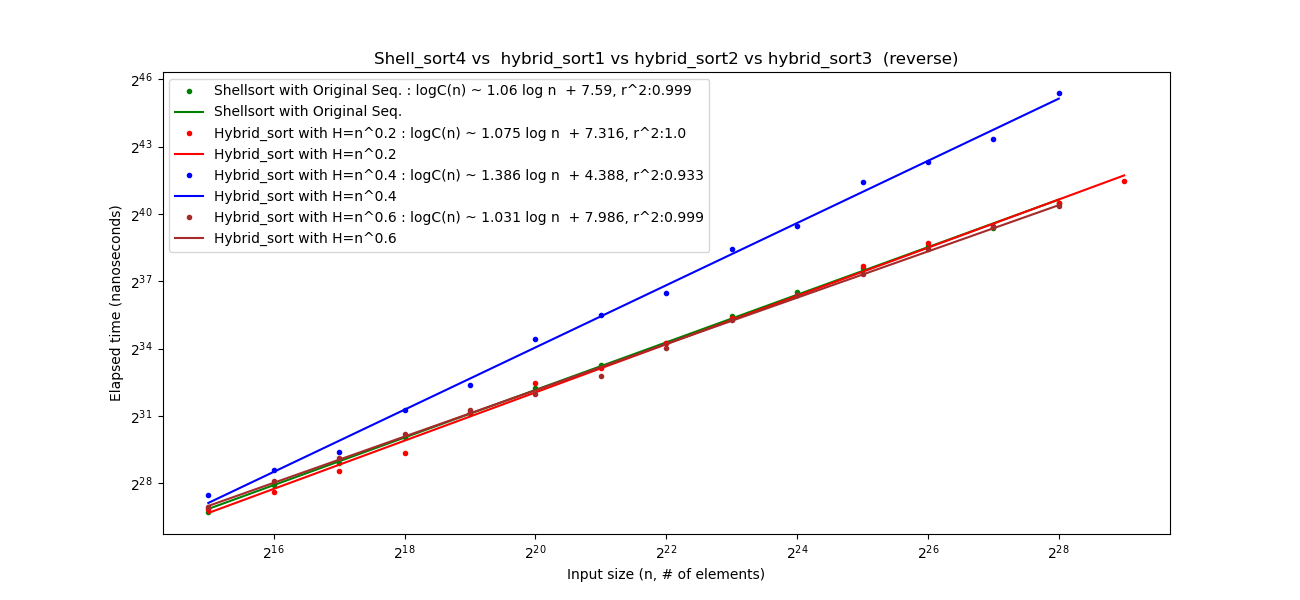 Shell_sort4 vs  hybrid_sort1 vs hybrid_sort2 vs hybrid_sort3  (reverse)
Shellsort with Original Seq. : logC(n) ~ 1.06 log n  + 7.59, r^2:0.999
Shellsort with Original Seq.
Hybrid_sort with H=n^0.2 : logC(n) ~ 1.075 log n  + 7.316, r^2:1.0
Hybrid_sort with H=n^0.2
Hybrid_sort with H=n^0.4 : logC(n) ~ 1.386 log n  + 4.388, r^2:0.933
Hybrid_sort with H=n^0.4
Hybrid_sort with H=n^0.6 : logC(n) ~ 1.031 log n  + 7.986, r^2:0.999
Hybrid_sort with H=n^0.6
Elapsed time (nanoseconds)
2^46
2^43
2^40
2^37
2^34
2^31
2^28
2^16 2^18 2^20 2^22 2^24 2^26 2^28
Input size (n, # of elements)